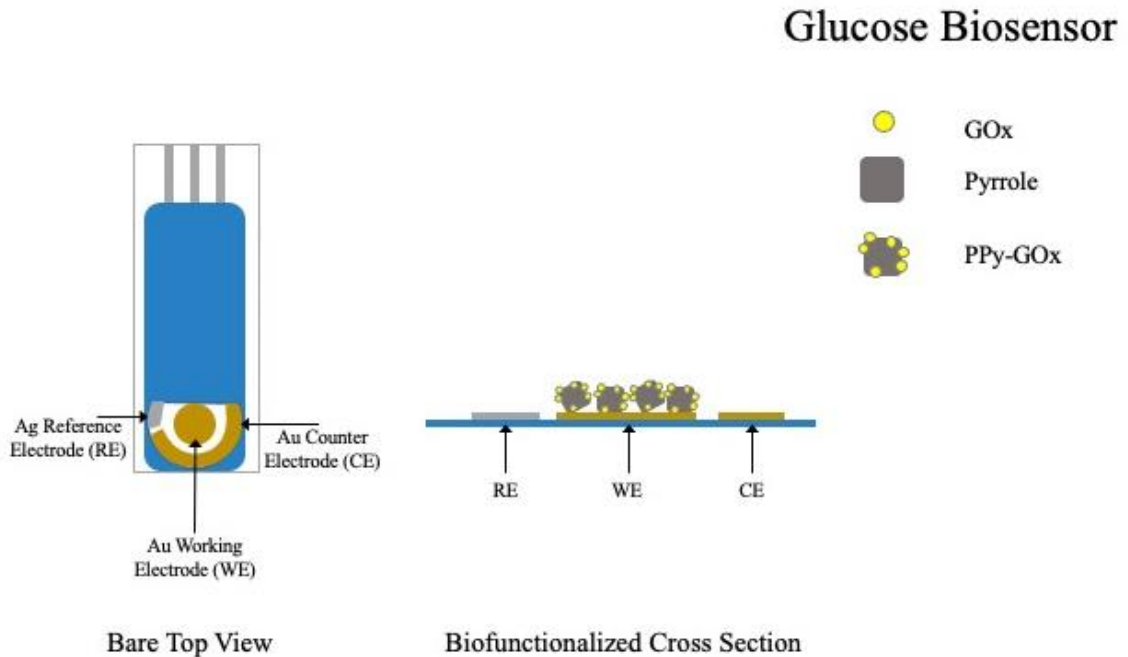 Glucose Biosensor
GOx
Pyrrole
PPy-GOx
Ag Reference
Electrode (RE)
Au Counter
Electrode (CE)
Au Working
Electrode (WE)
RE
WE
CE
Bare Top View
Biofunctionalized Cross Section